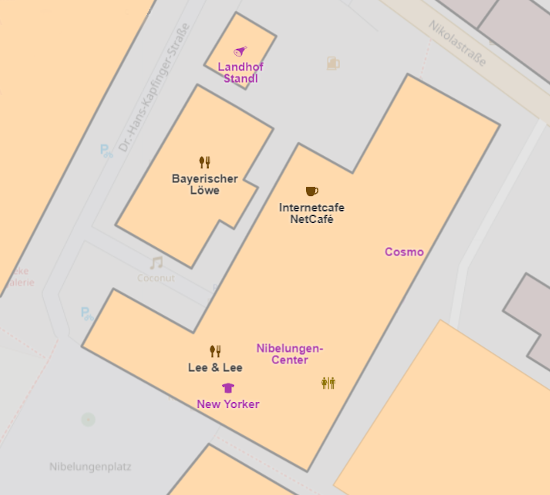 Nikolastraße
Dr.-Hans-Kapfinger-Straße
Landhof
Standl
Bayerischer
Löwe
Internetcafe
NetCafé
Cosmo
Coconut
Nibelungen-
Center
Lee & Lee
New Yorker
Nibelungenplatz